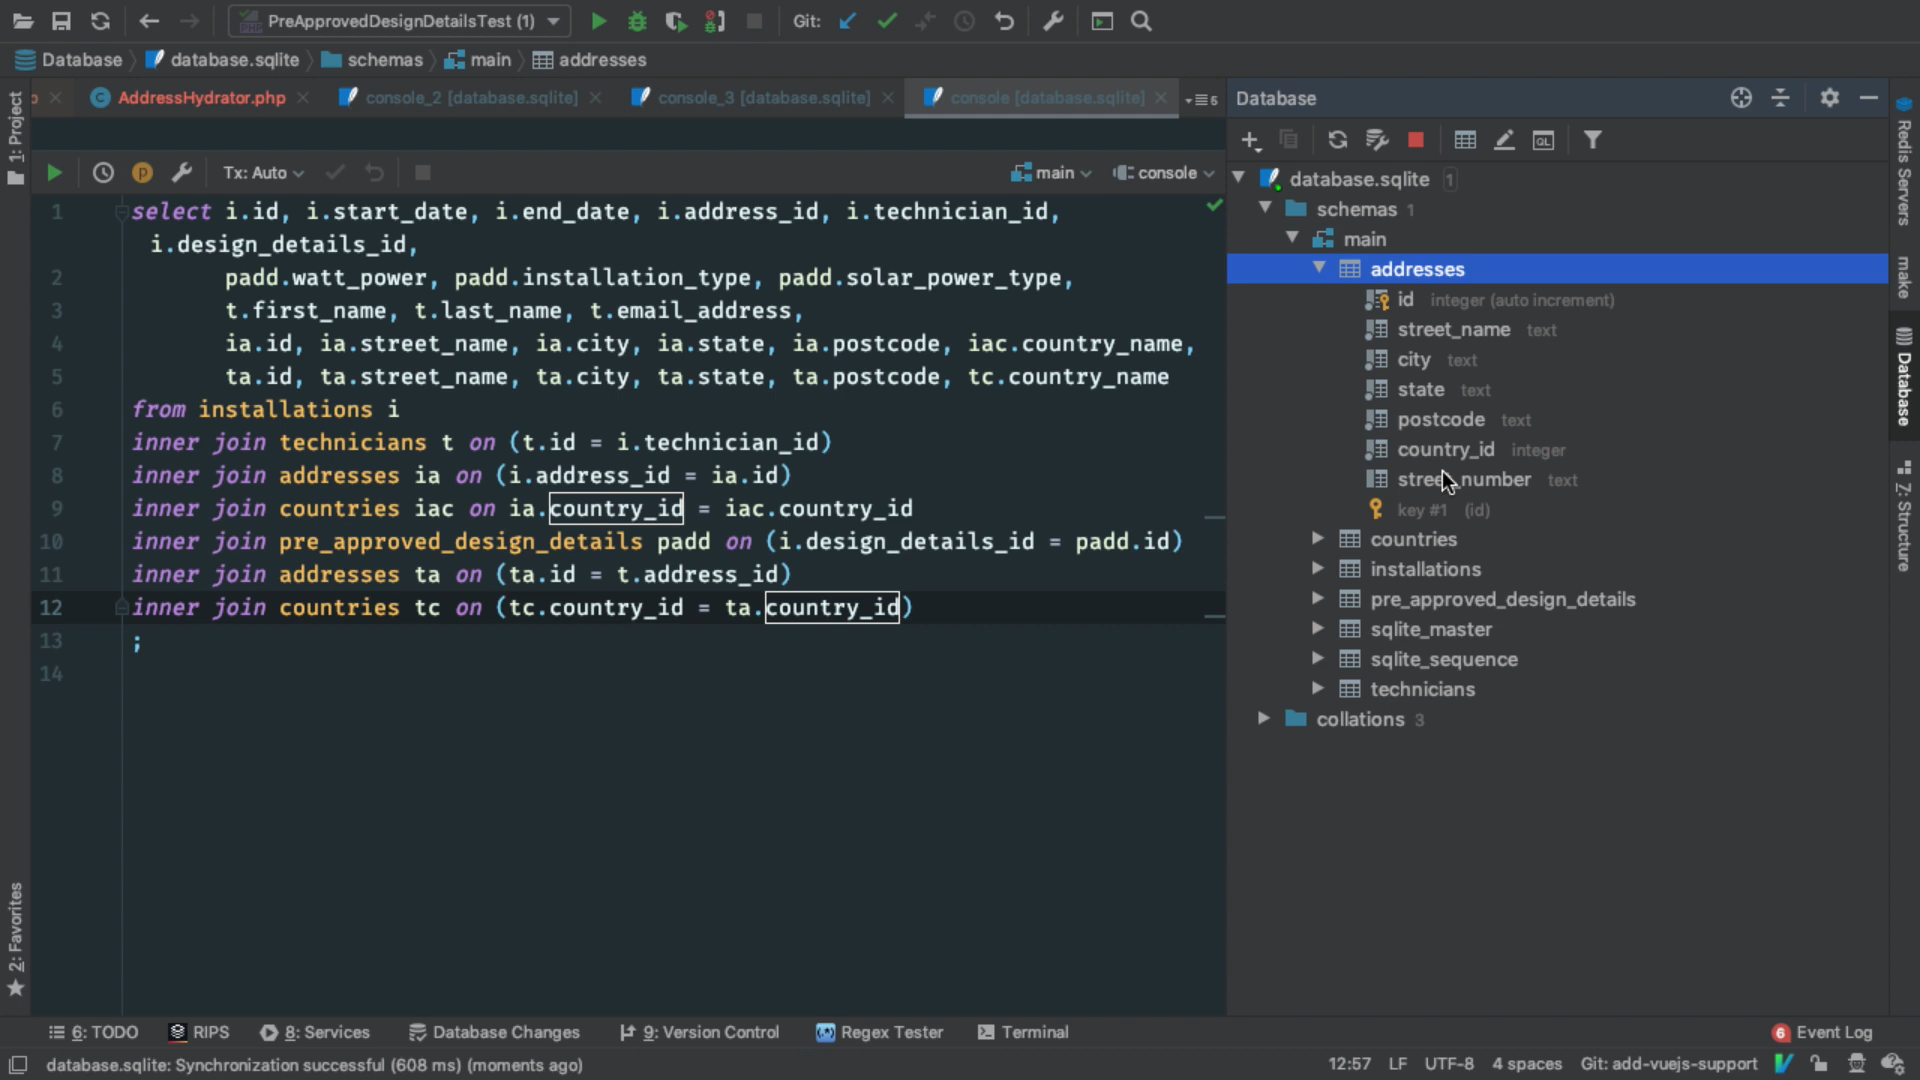 PreApprovedDesignDetailsTest (1)
Git:
Database
database.sqlite
schemas
main
addresses
AddressHydrator.php
console_2 [database.sqlite]
console_3 [database.sqlite]
console [database.sqlite]
6
Database
Tx: Auto
main
console
1 select i.id, i.start_date, i.end_date, i.address_id, i.technician_id,
i.design_details_id,
2 padd.watt_power, padd.installation_type, padd.solar_power_type,
3 t.first_name, t.last_name, t.email_address,
4 ia.id, ia.street_name, ia.city, ia.state, ia.postcode, iac.country_name,
5 ta.id, ta.street_name, ta.city, ta.state, ta.postcode, tc.country_name
6 from installations i
7 inner join technicians t on (t.id = i.technician_id)
8 inner join addresses ia on (i.address_id = ia.id)
9 inner join countries iac on ia.country_id = iac.country_id
10 inner join pre_approved_design_details padd on (i.design_details_id = padd.id)
11 inner join addresses ta on (ta.id = t.address_id)
12 inner join countries tc on (tc.country_id = ta.country_id)
13 ;
14
QL
database.sqlite 1
schemas 1
main
addresses
id integer (auto increment)
street_name text
city text
state text
postcode text
country_id integer
street_number text
key #1 (id)
countries
installations
pre_approved_design_details
sqlite_master
sqlite_sequence
technicians
collations 3
1: Project
2: Favorites
Redis Servers
make
Database
Z: Structure
6: TODO
RIPS
8: Services
Database Changes
9: Version Control
Regex Tester
Terminal
6 Event Log
database.sqlite: Synchronization successful (608 ms) (moments ago)
12:57
LF
UTF-8
4 spaces
Git: add-vuejs-support